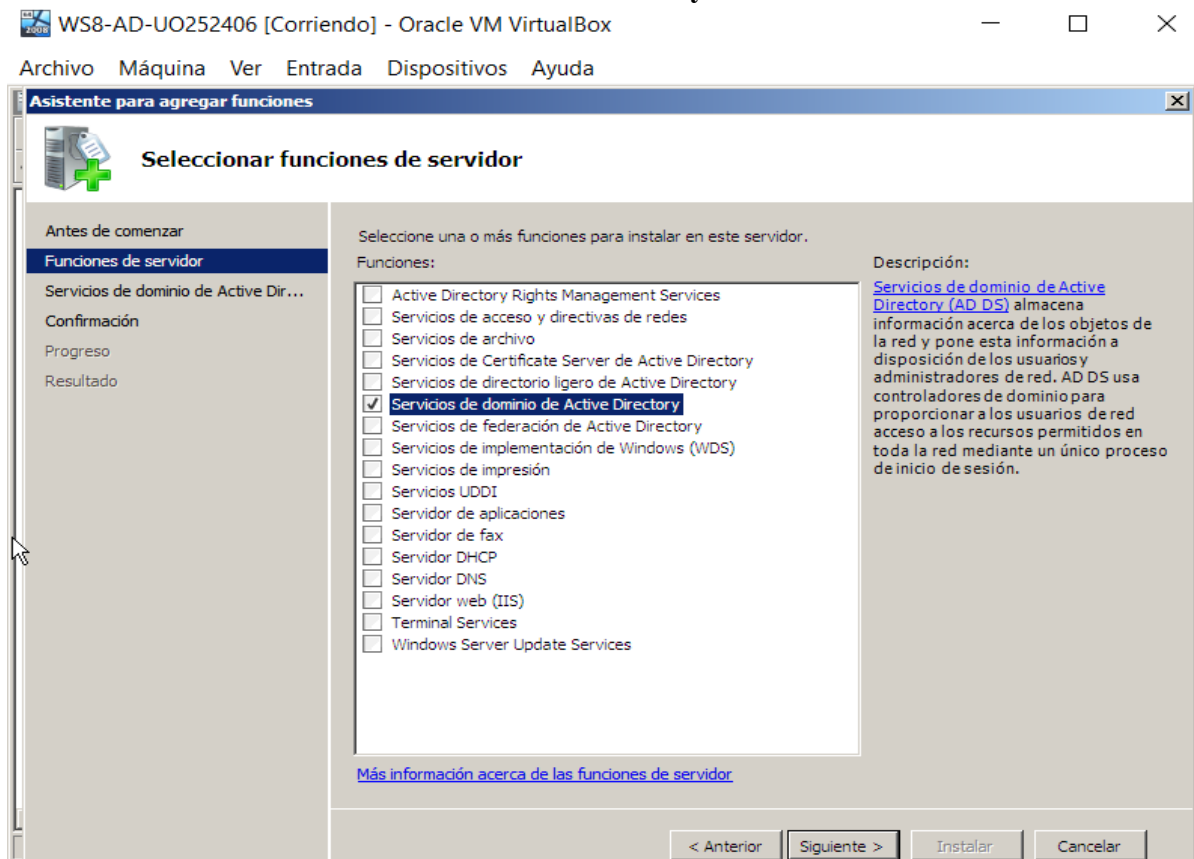 WS8-AD-UO252406 [Corriendo] - Oracle VM VirtualBox
Archivo Máquina Ver Entrada Dispositivos Ayuda
Asistente para agregar funciones
Seleccionar funciones de servidor
Antes de comenzar
Funciones de servidor
Servicios de dominio de Active Dir...
Confirmación
Progreso
Resultado
Seleccione una o más funciones para instalar en este servidor.
Funciones:
Active Directory Rights Management Services
Servicios de acceso y directivas de redes
Servicios de archivo
Servicios de Certificate Server de Active Directory
Servicios de directorio ligero de Active Directory
Servicios de dominio de Active Directory
Servicios de federación de Active Directory
Servicios de implementación de Windows (WDS)
Servicios de impresión
Servicios UDDI
Servidor de aplicaciones
Servidor de fax
Servidor DHCP
Servidor DNS
Servidor web (IIS)
Terminal Services
Windows Server Update Services
Más información acerca de las funciones de servidor
Descripción:
Servicios de dominio de Active
Directory (AD DS) almacena
información acerca de los objetos de
la red y pone esta información a
disposición de los usuarios y
administradores de red. AD DS usa
controladores de dominio para
proporcionar a los usuarios de red
acceso a los recursos permitidos en
toda la red mediante un único proceso
de inicio de sesión.
< Anterior
Siguiente >
Instalar
Cancelar